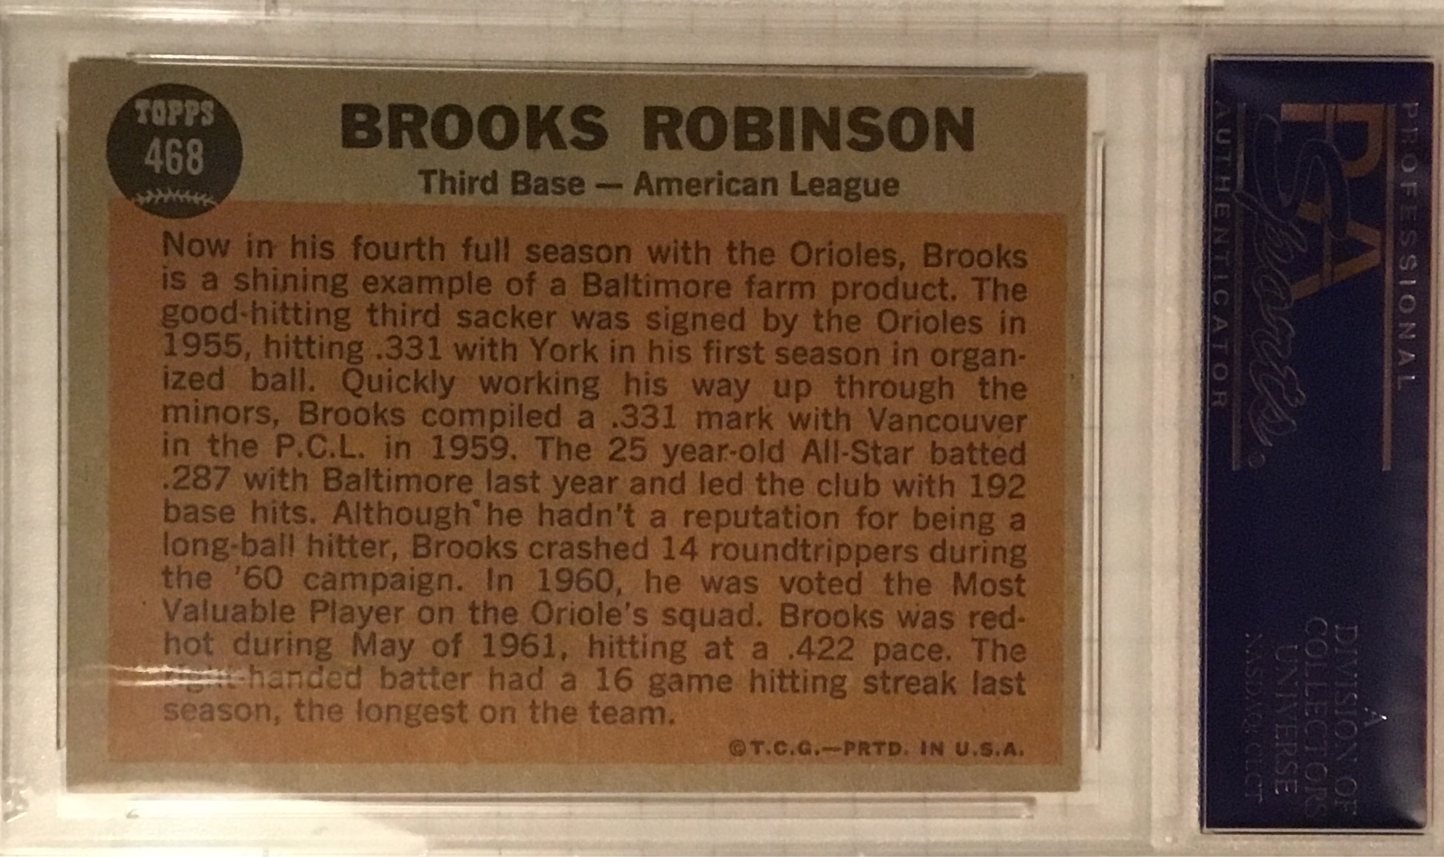 TOPPS
468
BROOKS ROBINSON
Third Base — American League
Now in his fourth full season with the Orioles, Brooks
is a shining example of a Baltimore farm product. The
good-hitting third sacker was signed by the Orioles in
1955, hitting .331 with York in his first season in organ-
ized ball. Quickly working his way up through the
minors, Brooks compiled a .331 mark with Vancouver
in the P.C.L. in 1959. The 25 year-old All-Star batted
.287 with Baltimore last year and led the club with 192
base hits. Although he hadn't a reputation for being a
long-ball hitter, Brooks crashed 14 roundtrippers during
the '60 campaign. In 1960, he was voted the Most
Valuable Player on the Oriole's squad. Brooks was red-
hot during May of 1961, hitting at a .422 pace. The
right-handed batter had a 16 game hitting streak last
season, the longest on the team.
©T.C.G.—PRTD. IN U.S.A.
PROFESSIONAL
PSA
Sports®
AUTHENTICATOR
A
DIVISION OF
COLLECTORS
UNIVERSE
NASDAQ: CLCT